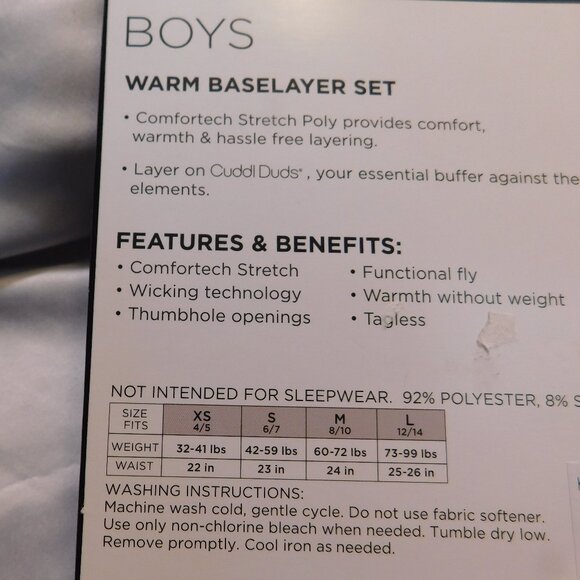 BOYS
WARM BASELAYER SET
• Comfortech Stretch Poly provides comfort,
warmth & hassle free layering.
• Layer on Cuddl Duds®, your essential buffer against the
elements.
FEATURES & BENEFITS:
• Comfortech Stretch • Functional fly
• Wicking technology • Warmth without weight
• Thumbhole openings • Tagless
NOT INTENDED FOR SLEEPWEAR. 92% POLYESTER, 8% S
SIZE FITS XS 4/5 S 6/7 M 8/10 L 12/14
WEIGHT 32-41 lbs 42-59 lbs 60-72 lbs 73-99 lbs
WAIST 22 in 23 in 24 in 25-26 in
WASHING INSTRUCTIONS:
Machine wash cold, gentle cycle. Do not use fabric softener.
Use only non-chlorine bleach when needed. Tumble dry low.
Remove promptly. Cool iron as needed.